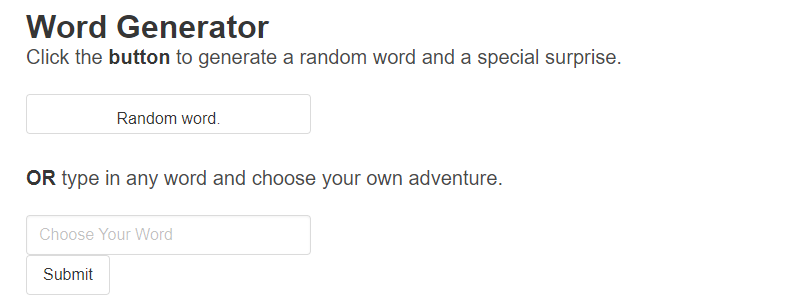 Word Generator
Click the button to generate a random word and a special surprise.
Random word.
OR type in any word and choose your own adventure.
Choose Your Word
Submit